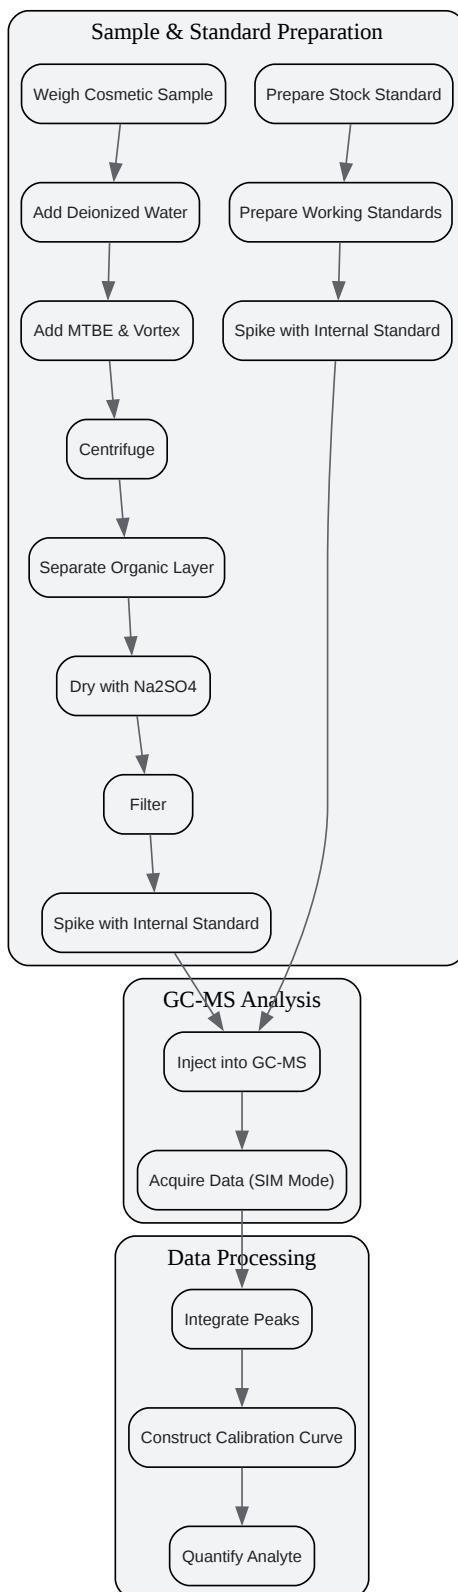 Sample & Standard Preparation
Weigh Cosmetic Sample
Prepare Stock Standard
Add Deionized Water
Prepare Working Standards
Add MTBE & Vortex
Spike with Internal Standard
Centrifuge
Separate Organic Layer
Dry with Na2SO4
Filter
Spike with Internal Standard
GC-MS Analysis
Inject into GC-MS
Acquire Data (SIM Mode)
Data Processing
Integrate Peaks
Construct Calibration Curve
Quantify Analyte